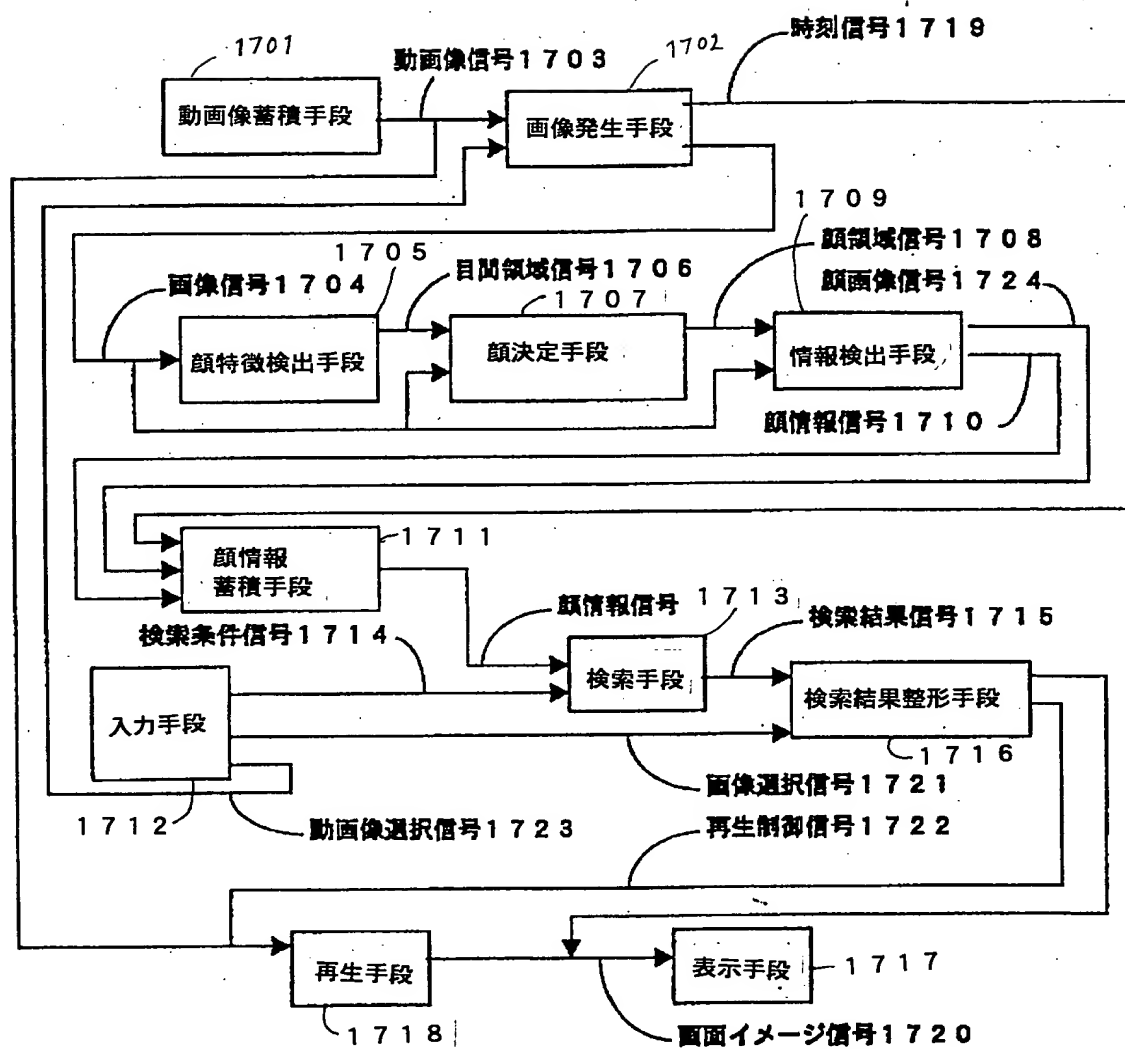 時刻信号1719
1701
1702
動画像信号1703
動画像蓄積手段
画像発生手段
1709
1705
目間領域信号1706
顔領域信号1708
画像信号1704
1707
顔画像信号1724
顔特徴検出手段
顔決定手段
情報検出手段
顔情報信号1710
1711
顔情報
蓄積手段
顔情報信号
1713
検索結果信号1715
検索条件信号1714
検索手段
検索結果整形手段
入力手段
1716
画像選択信号1721
1712
動画像選択信号1723
再生制御信号1722
再生手段
表示手段
1717
1718
画面イメージ信号1720